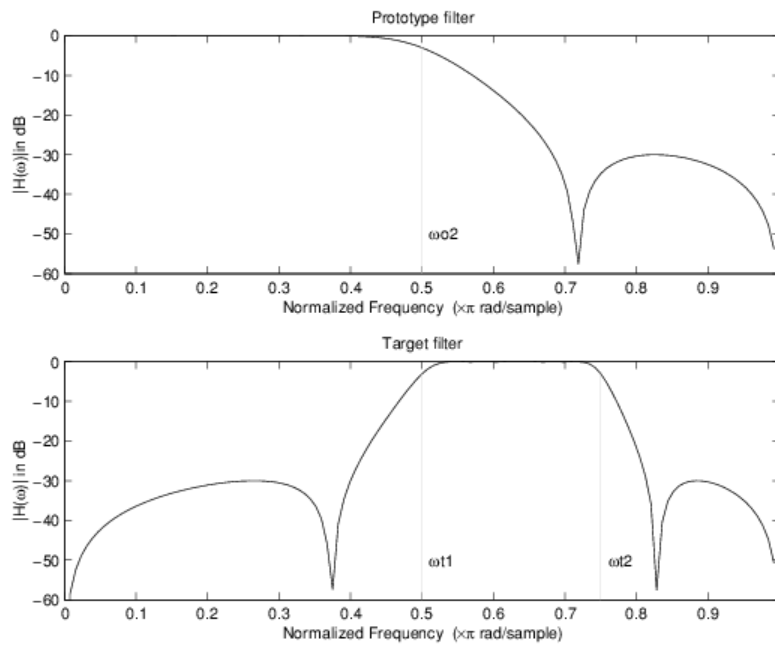 Prototype filter
0
−10
−20
−30
−40
−50
−60
|H(ω)|in dB
ωo2
0 0.1 0.2 0.3 0.4 0.5 0.6 0.7 0.8 0.9
Normalized Frequency (×π rad/sample)
Target filter
0
−10
−20
−30
−40
−50
−60
|H(ω)| in dB
ωt1 ωt2
0 0.1 0.2 0.3 0.4 0.5 0.6 0.7 0.8 0.9
Normalized Frequency (×π rad/sample)